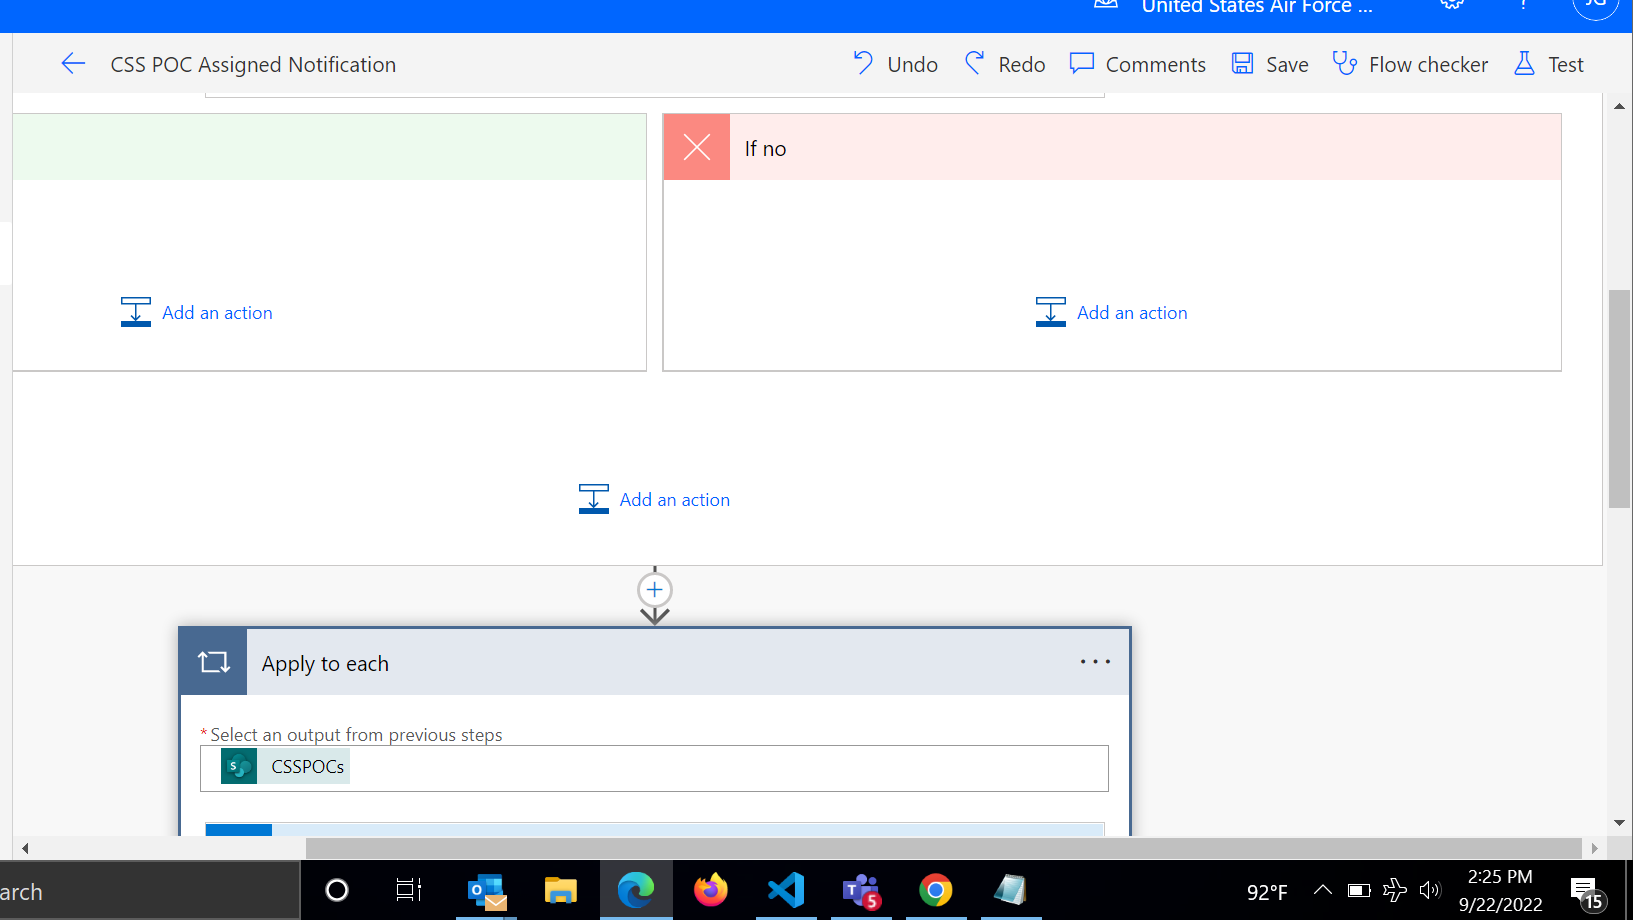 United States Air Force ...
CSS POC Assigned Notification
Undo
Redo
Comments
Save
Flow checker
Test
If no
Add an action
Add an action
Add an action
Apply to each
* Select an output from previous steps
CSSPOCs
arch
5
92°F
2:25 PM
9/22/2022
15